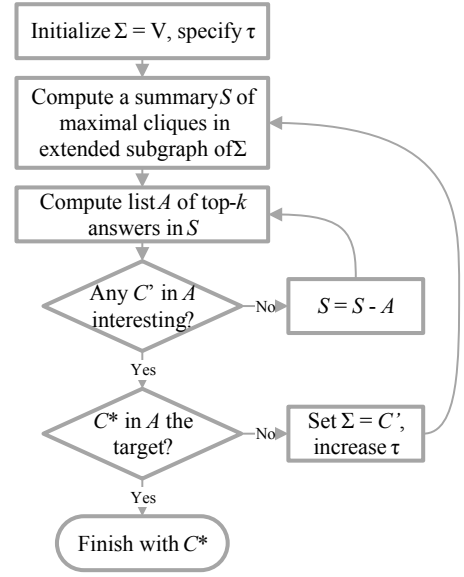 Initialize Σ = V, specify τ
Compute a summary S of
maximal cliques in
extended subgraph of Σ
Compute list A of top-k
answers in S
Any C’ in A
interesting?
No
S = S - A
Yes
C* in A the
target?
No
Set Σ = C’,
increase τ
Yes
Finish with C*